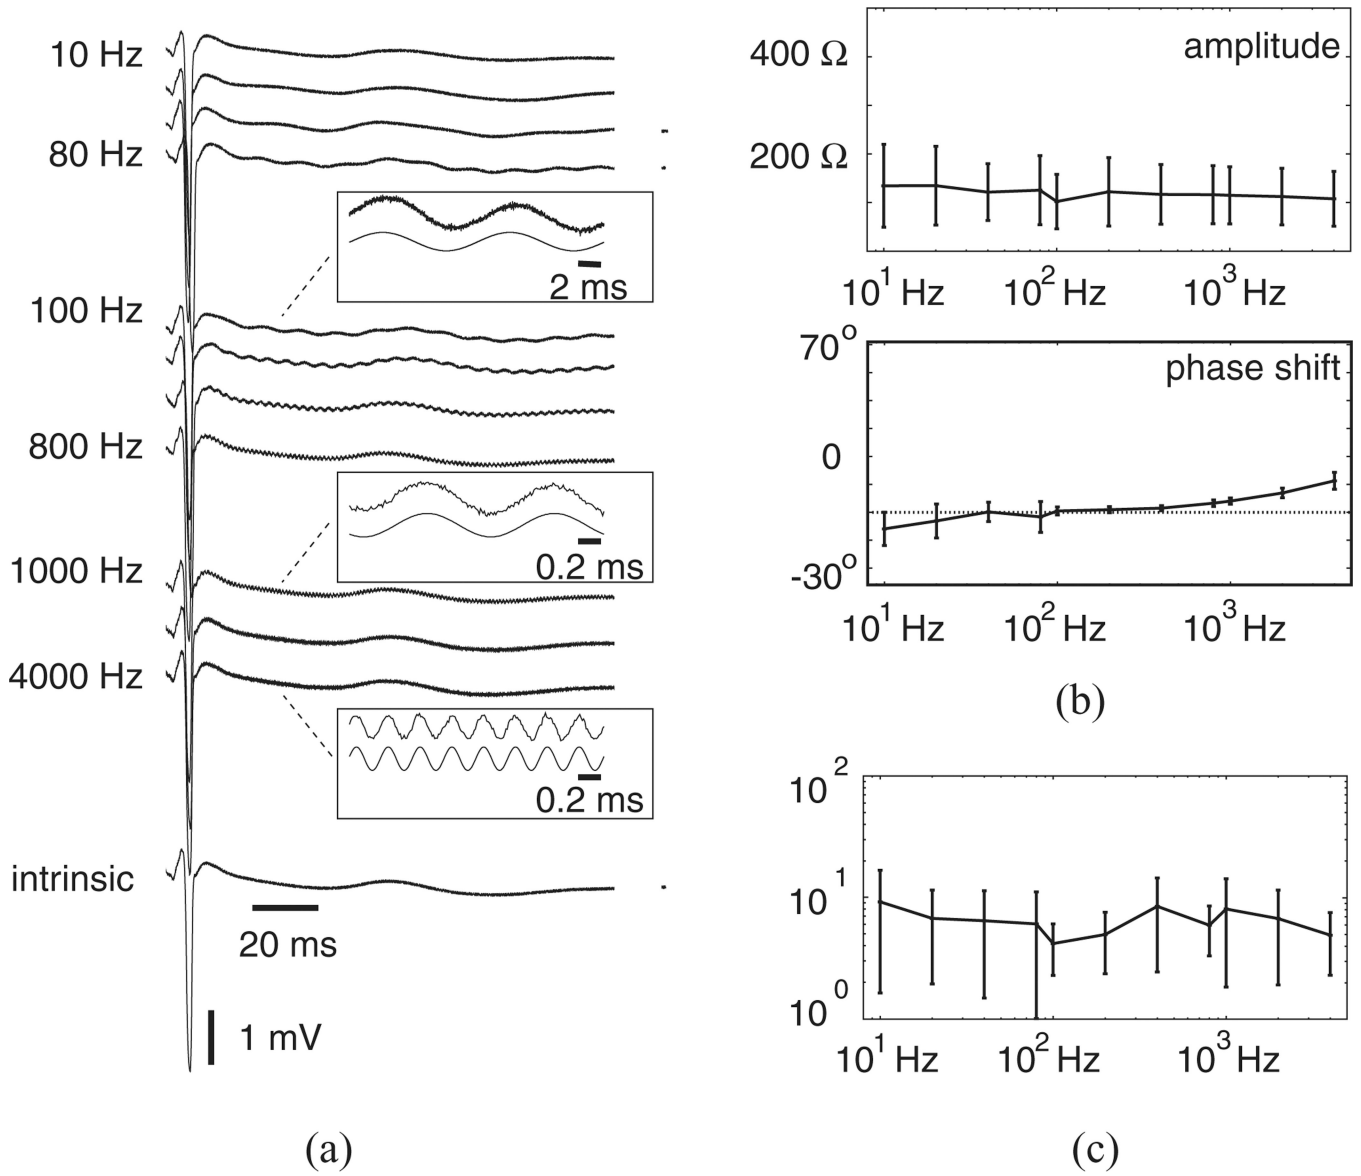 10 Hz
80 Hz
2 ms
100 Hz
800 Hz
0.2 ms
1000 Hz
4000 Hz
0.2 ms
intrinsic
20 ms
1 mV
(a)
400 Ω
amplitude
200 Ω
10¹ Hz 10² Hz 10³ Hz
70°
phase shift
0
-30°
10¹ Hz 10² Hz 10³ Hz
(b)
10²
10¹
10⁰
10¹ Hz 10² Hz 10³ Hz
(c)